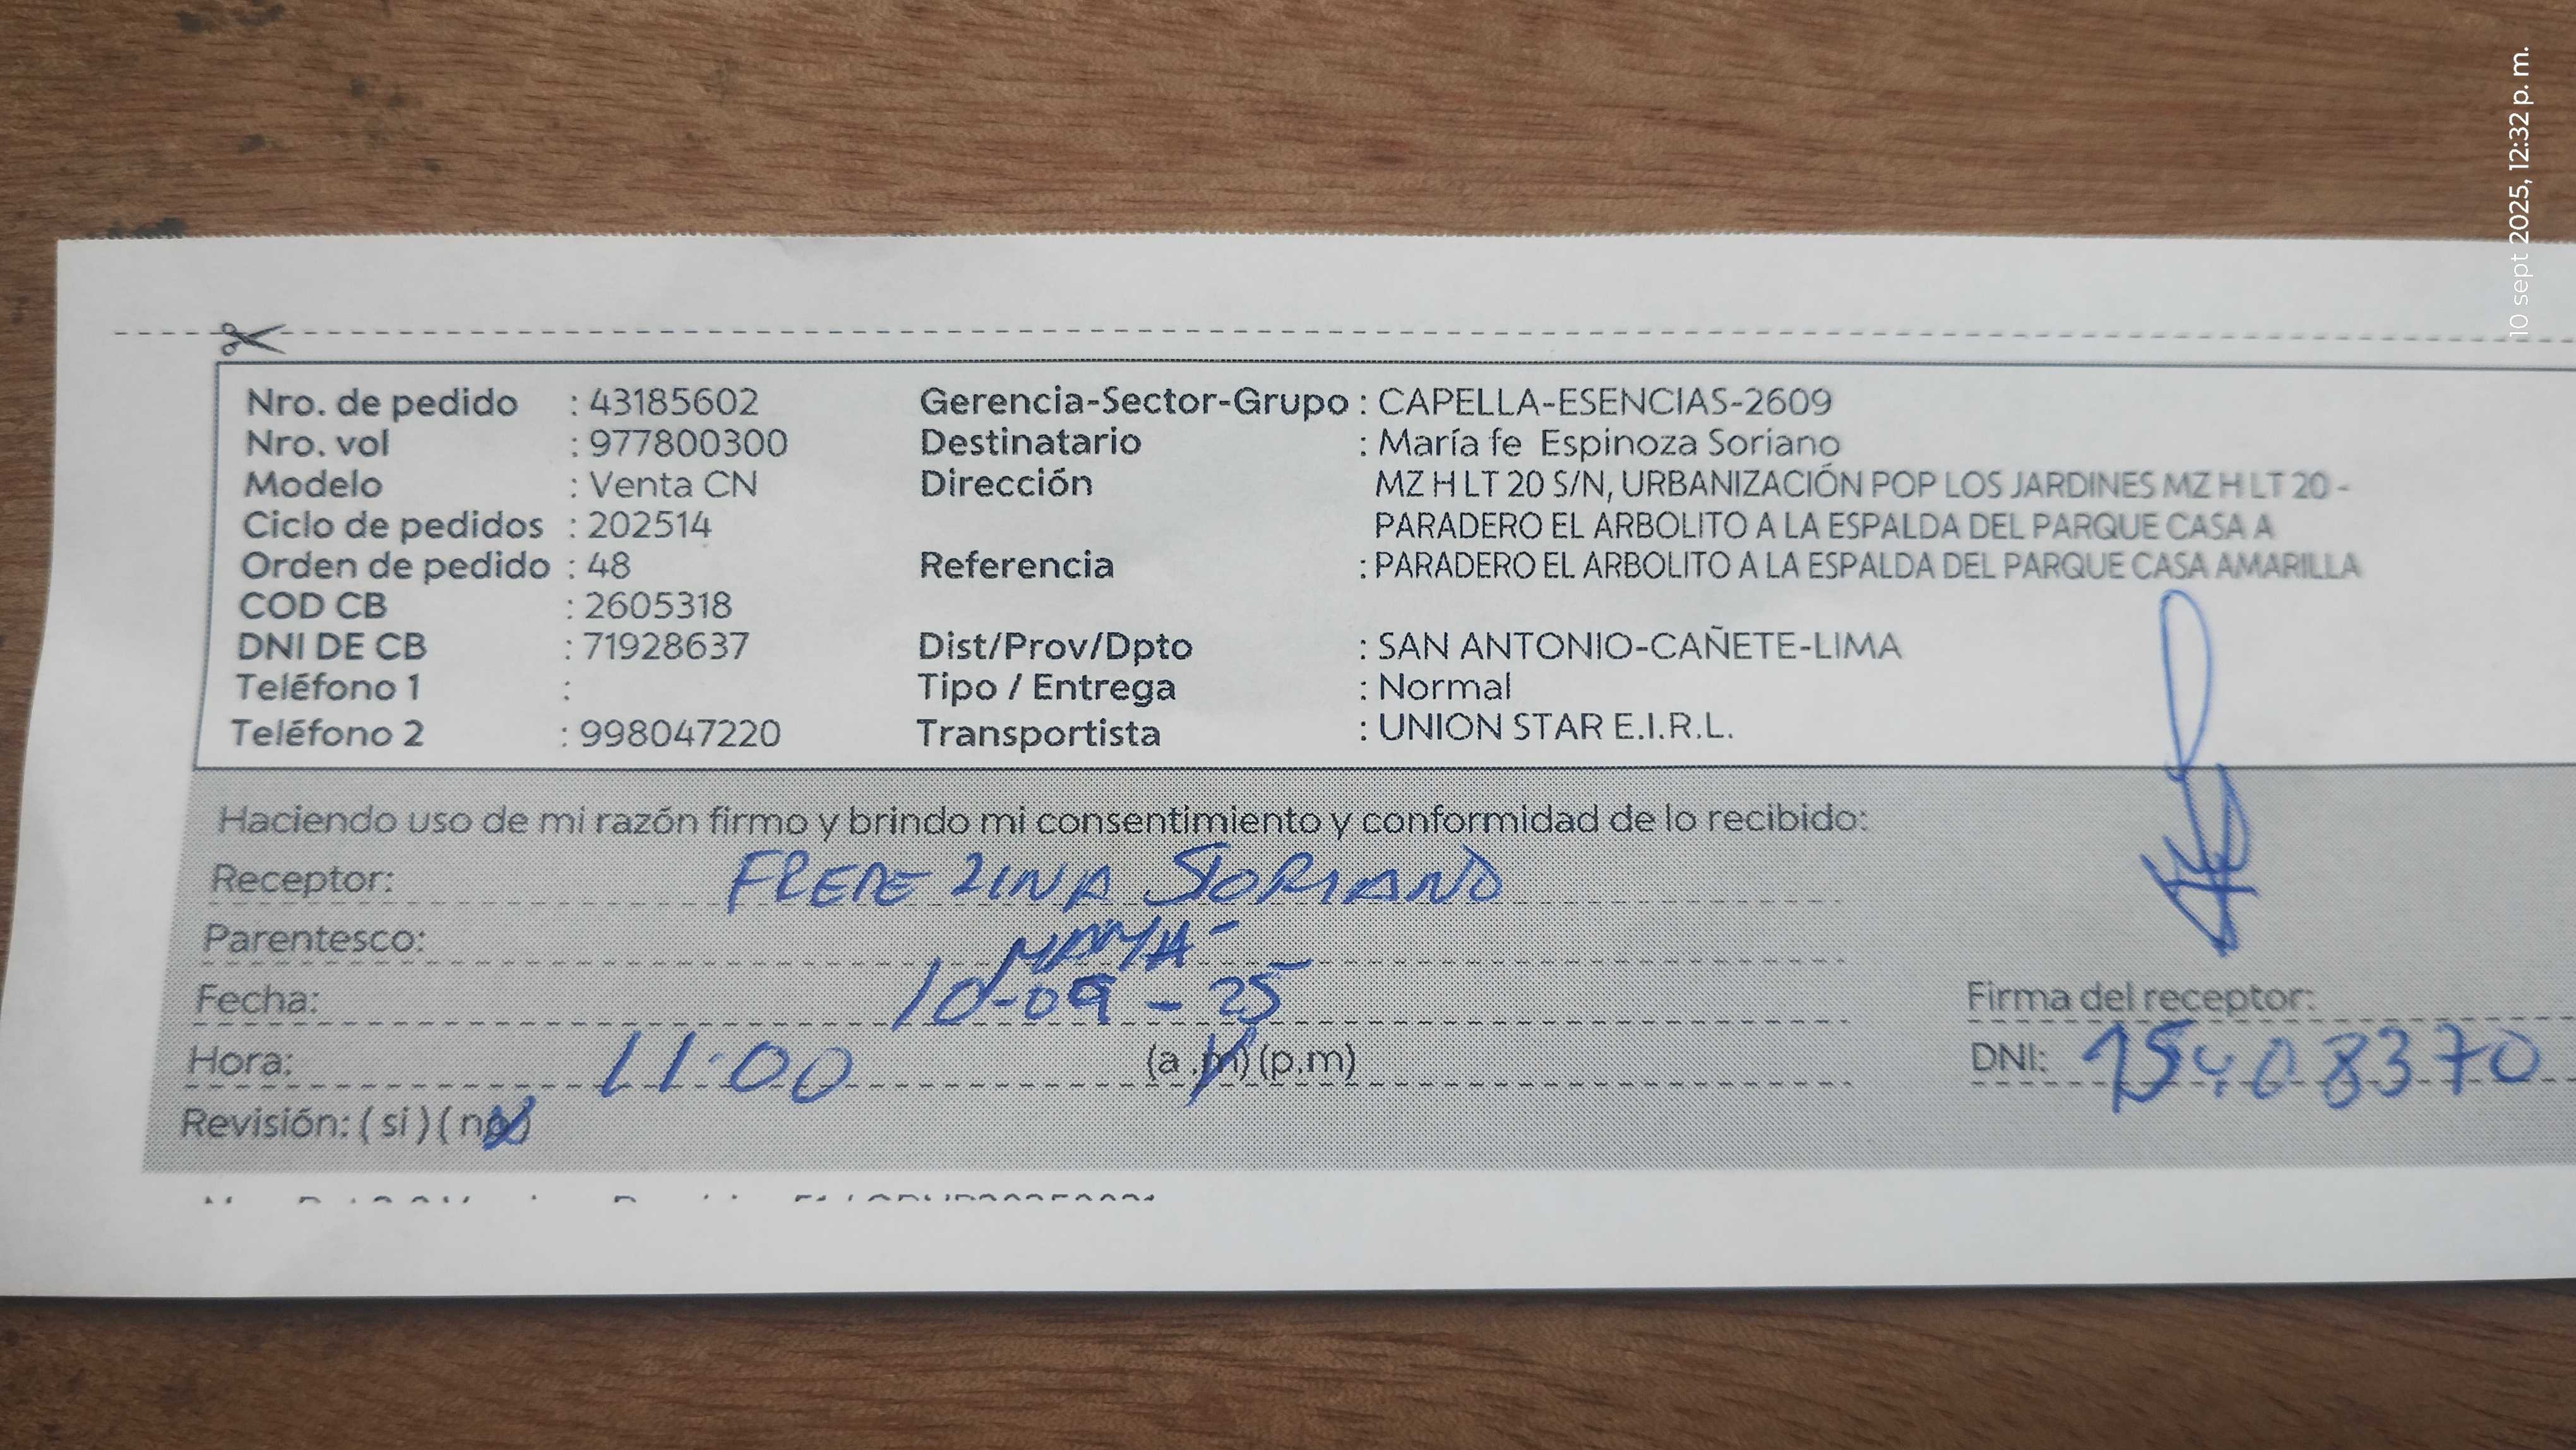 10 sept 2025, 12:32 p. m.
Nro. de pedido : 43185602
Nro. vol : 977800300
Modelo : Venta CN
Ciclo de pedidos : 202514
Orden de pedido : 48
COD CB : 2605318
DNI DE CB : 71928637
Teléfono 1 :
Teléfono 2 : 998047220
Gerencia-Sector-Grupo : CAPELLA-ESENCIAS-2609
Destinatario : María fe Espinoza Soriano
Dirección MZ H LT 20 S/N, URBANIZACIÓN POP LOS JARDINES MZ H LT 20 -
PARADERO EL ARBOLITO A LA ESPALDA DEL PARQUE CASA A
Referencia : PARADERO EL ARBOLITO A LA ESPALDA DEL PARQUE CASA AMARILLA
Dist/Prov/Dpto : SAN ANTONIO-CAÑETE-LIMA
Tipo / Entrega : Normal
Transportista : UNION STAR E.I.R.L.
Haciendo uso de mi razón firmo y brindo mi consentimiento y conformidad de lo recibido:
Receptor: SORIANO
Parentesco: MAMA
Fecha: 10-09-25
Hora: 11:00 (a.m) (p.m)
Revisión: ( si ) ( no )
Firma del receptor:
DNI: 15408370